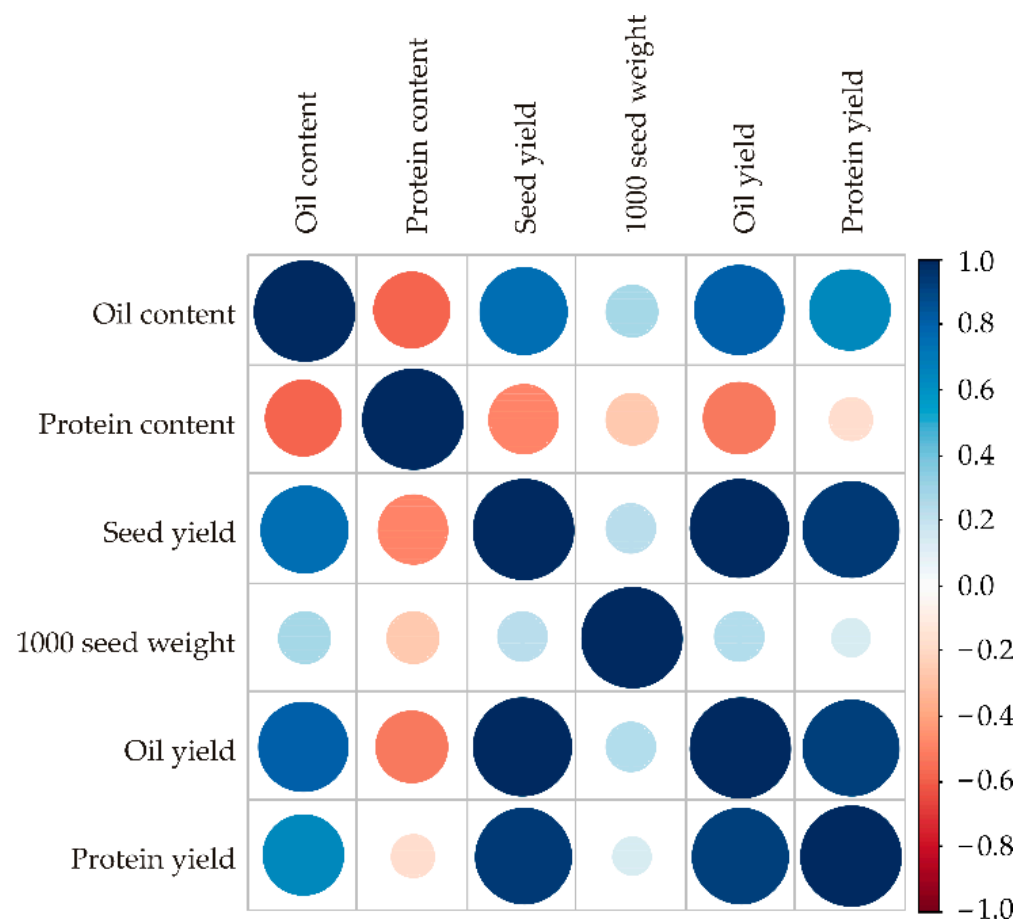 Oil content
Protein content
Seed yield
1000 seed weight
Oil yield
Protein yield
Oil content
Protein content
Seed yield
1000 seed weight
Oil yield
Protein yield
1.0
0.8
0.6
0.4
0.2
0.0
−0.2
−0.4
−0.6
−0.8
−1.0